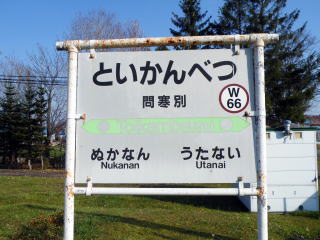 といかんべつ
問寒別
W
66
Toikambetsu
ぬかなん うたない
Nukanan Utanai